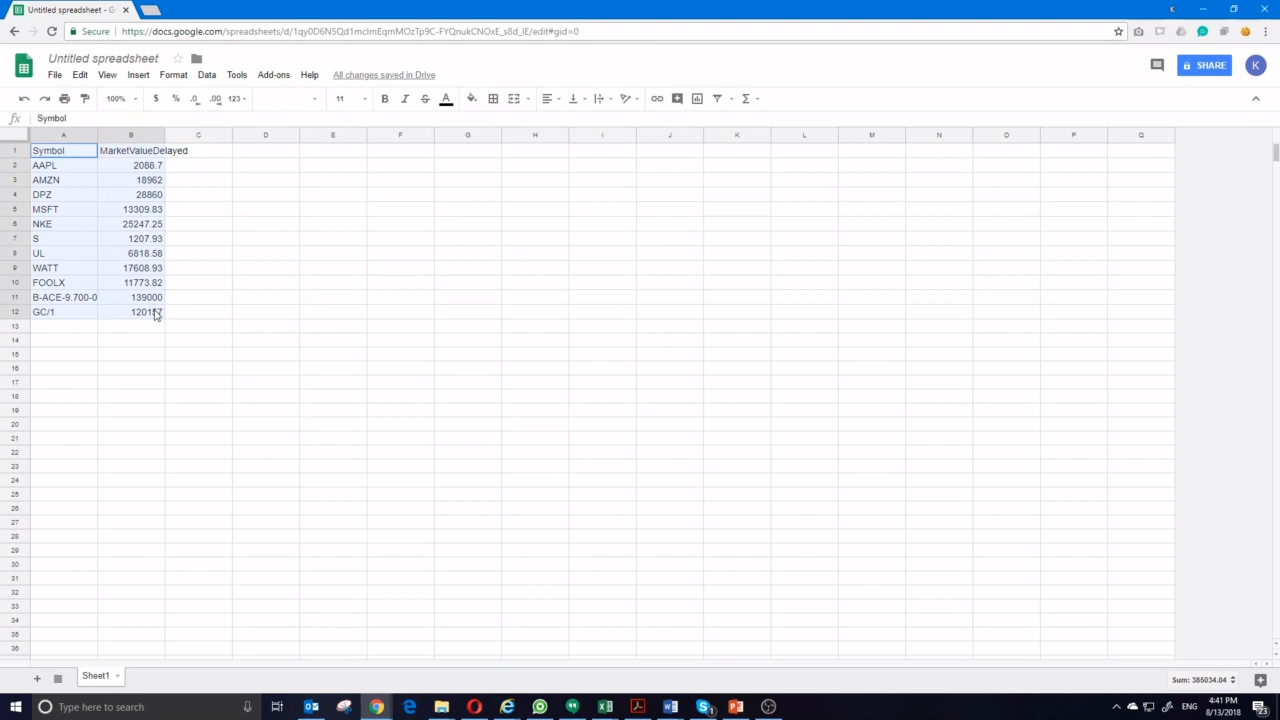 Untitled spreadsheet - G
Secure https://docs.google.com/spreadsheets/d/1qy0D6N5Qd1mcImEqmMOzTp9C-FYQnukCNOxE_s8d_IE/edit#gid=0
Untitled spreadsheet
File Edit View Insert Format Data Tools Add-ons Help All changes saved in Drive
SHARE
K
100% $ % .0 .00 123 11 B I S A
fx Symbol
A B C D E F G H I J K L M N O P Q
1 Symbol MarketValueDelayed
2 AAPL 2088.7
3 AMZN 18962
4 DPZ 28860
5 MSFT 13309.83
6 NKE 25247.25
7 S 1207.93
8 UL 6818.58
9 WATT 17608.93
10 FOOLX 11773.82
11 B-ACE-9.700-0 139000
12 GC/1
13
14
15
16
17
18
19
20
21
22
23
24
25
26
27
28
29
30
31
32
33
34
35
36
Sheet1
Sum: 385034.04
Type here to search
ENG
4:41 PM
8/13/2018
23